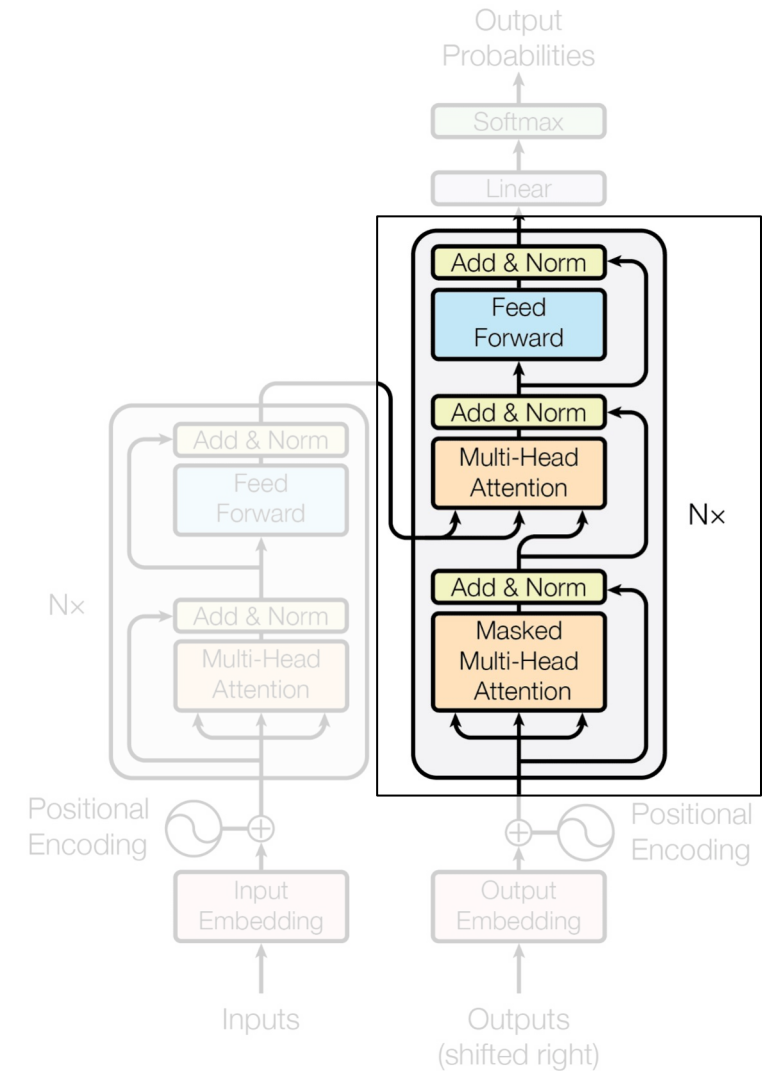 Output
Probabilities
Softmax
Linear
Add & Norm
Feed
Forward
Add & Norm
Multi-Head
Attention
Nx
Add & Norm
Masked
Multi-Head
Attention
Add & Norm
Feed
Forward
Nx
Add & Norm
Multi-Head
Attention
Positional
Encoding
Positional
Encoding
Input
Embedding
Output
Embedding
Inputs
Outputs
(shifted right)